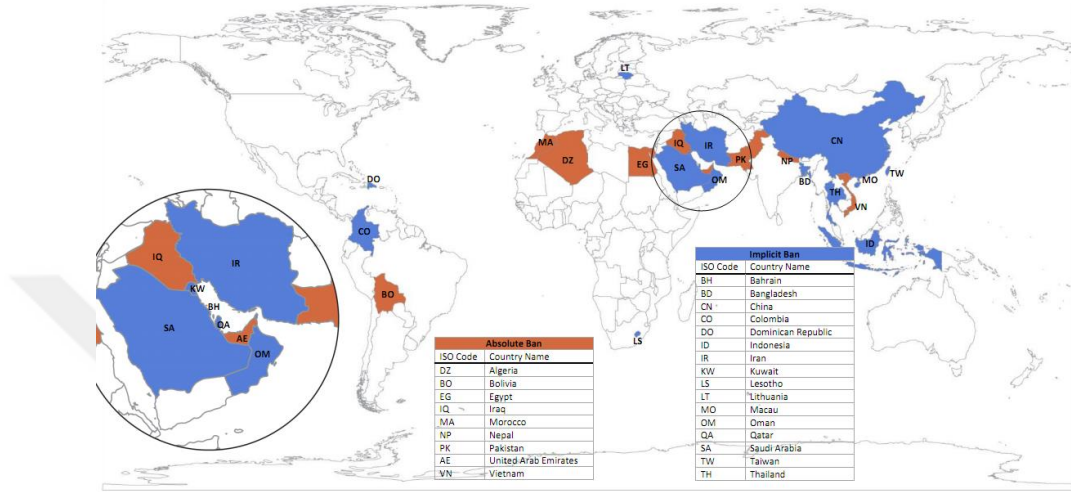 LT
MA
DZ
EG
IQ
IR
SA
OM
PK
NP
CN
BD
MO
TW
TH
VN
ID
DO
CO
BO
LS
IQ
IR
KW
BH
QA
SA
AE
OM
Absolute Ban
ISO Code Country Name
DZ Algeria
BO Bolivia
EG Egypt
IQ Iraq
MA Morocco
NP Nepal
PK Pakistan
AE United Arab Emirates
VN Vietnam
Implicit Ban
ISO Code Country Name
BH Bahrain
BD Bangladesh
CN China
CO Colombia
DO Dominican Republic
ID Indonesia
IR Iran
KW Kuwait
LS Lesotho
LT Lithuania
MO Macau
OM Oman
QA Qatar
SA Saudi Arabia
TW Taiwan
TH Thailand